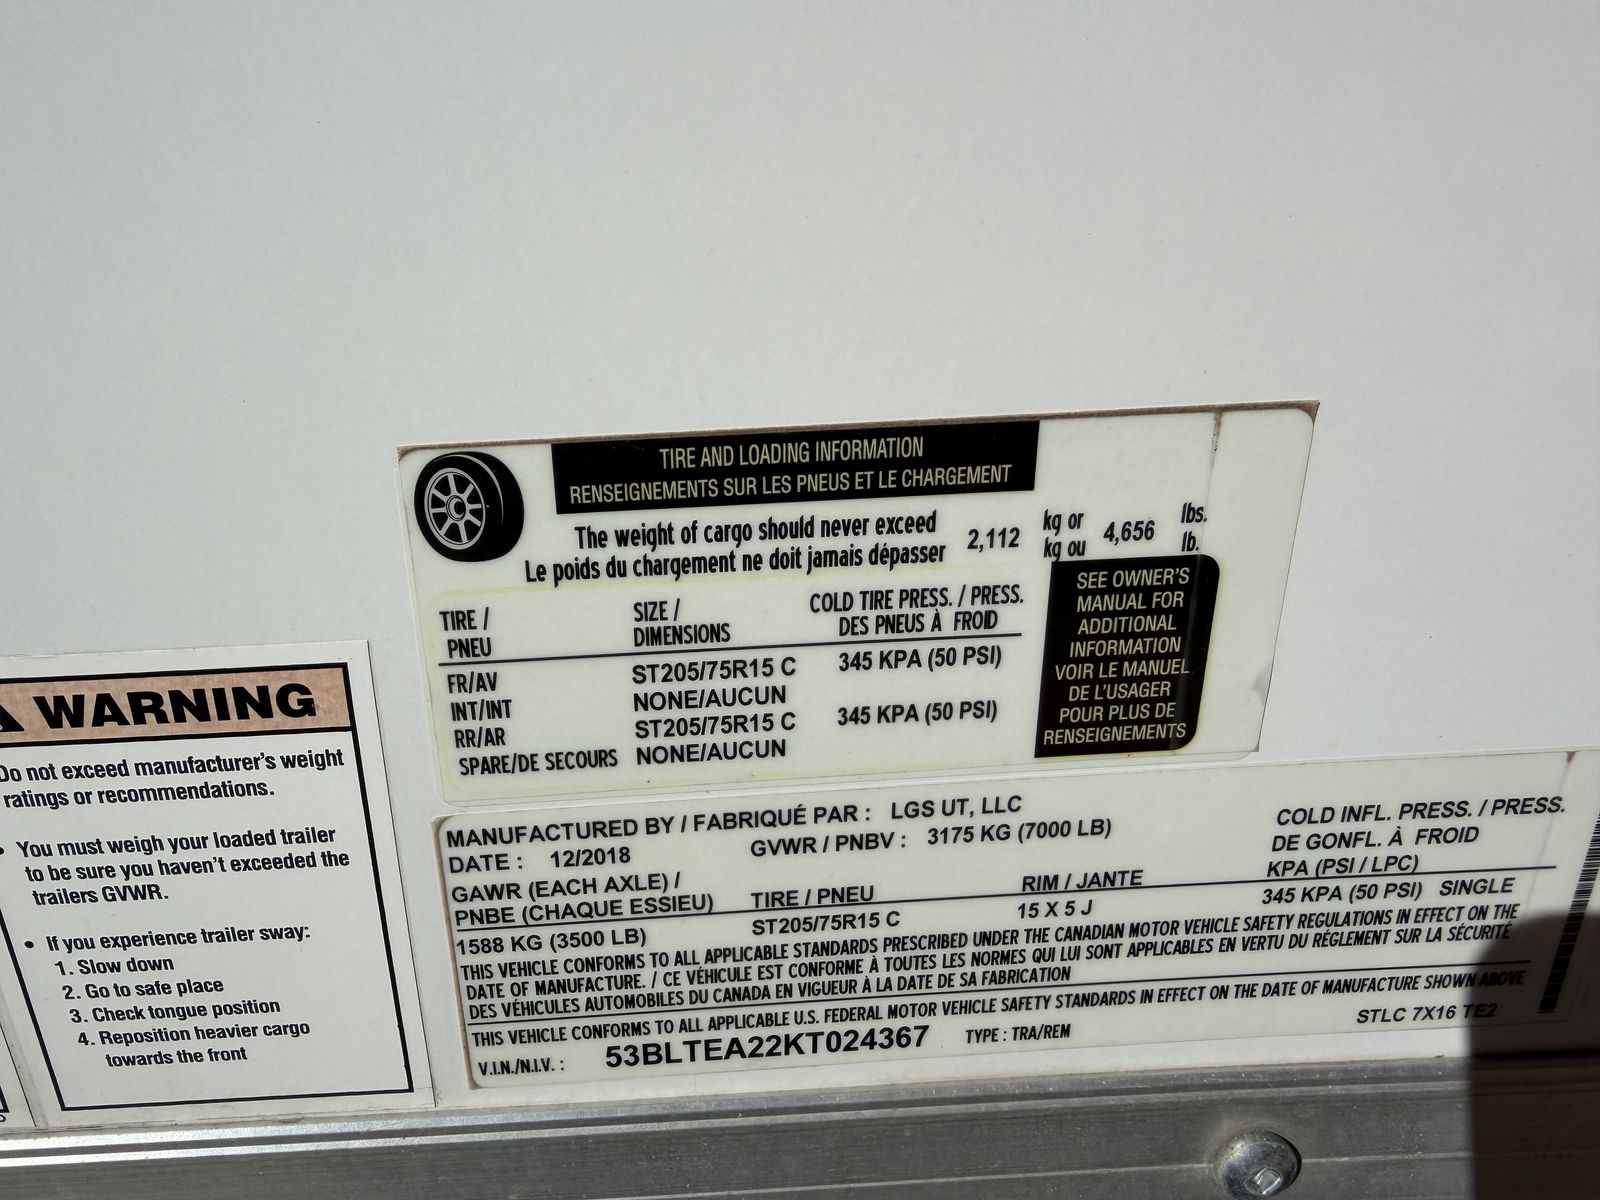 TIRE AND LOADING INFORMATION
RENSEIGNEMENTS SUR LES PNEUS ET LE CHARGEMENT
The weight of cargo should never exceed 2,112 kg or 4,656 lbs.
Le poids du chargement ne doit jamais dépasser kg ou lb.
TIRE / SIZE / COLD TIRE PRESS. / PRESS.
PNEU DIMENSIONS DES PNEUS À FROID
FR/AV ST205/75R15 C 345 KPA (50 PSI)
INT/INT NONE/AUCUN
RR/AR ST205/75R15 C 345 KPA (50 PSI)
SPARE/DE SECOURS NONE/AUCUN
SEE OWNER'S
MANUAL FOR
ADDITIONAL
INFORMATION
VOIR LE MANUEL
DE L'USAGER
POUR PLUS DE
RENSEIGNEMENTS
WARNING
Do not exceed manufacturer's weight
ratings or recommendations.
• You must weigh your loaded trailer
to be sure you haven't exceeded the
trailers GVWR.
• If you experience trailer sway:
1. Slow down
2. Go to safe place
3. Check tongue position
4. Reposition heavier cargo
towards the front
MANUFACTURED BY / FABRIQUÉ PAR : LGS UT, LLC
DATE : 12/2018 GVWR / PNBV : 3175 KG (7000 LB)
COLD INFL. PRESS. / PRESS.
DE GONFL. À FROID
GAWR (EACH AXLE) / KPA (PSI / LPC)
PNBE (CHAQUE ESSIEU) TIRE / PNEU RIM / JANTE
1588 KG (3500 LB) ST205/75R15 C 15 X 5 J 345 KPA (50 PSI) SINGLE
THIS VEHICLE CONFORMS TO ALL APPLICABLE STANDARDS PRESCRIBED UNDER THE CANADIAN MOTOR VEHICLE SAFETY REGULATIONS IN EFFECT ON THE
DATE OF MANUFACTURE. / CE VÉHICULE EST CONFORME À TOUTES LES NORMES QUI LUI SONT APPLICABLES EN VERTU DU RÉGLEMENT SUR LA SÉCURITÉ
DES VÉHICULES AUTOMOBILES DU CANADA EN VIGUEUR À LA DATE DE SA FABRICATION
THIS VEHICLE CONFORMS TO ALL APPLICABLE U.S. FEDERAL MOTOR VEHICLE SAFETY STANDARDS IN EFFECT ON THE DATE OF MANUFACTURE SHOWN ABOVE
V.I.N./N.I.V. : 53BLTEA22KT024367 TYPE : TRA/REM STLC 7X16 TE2